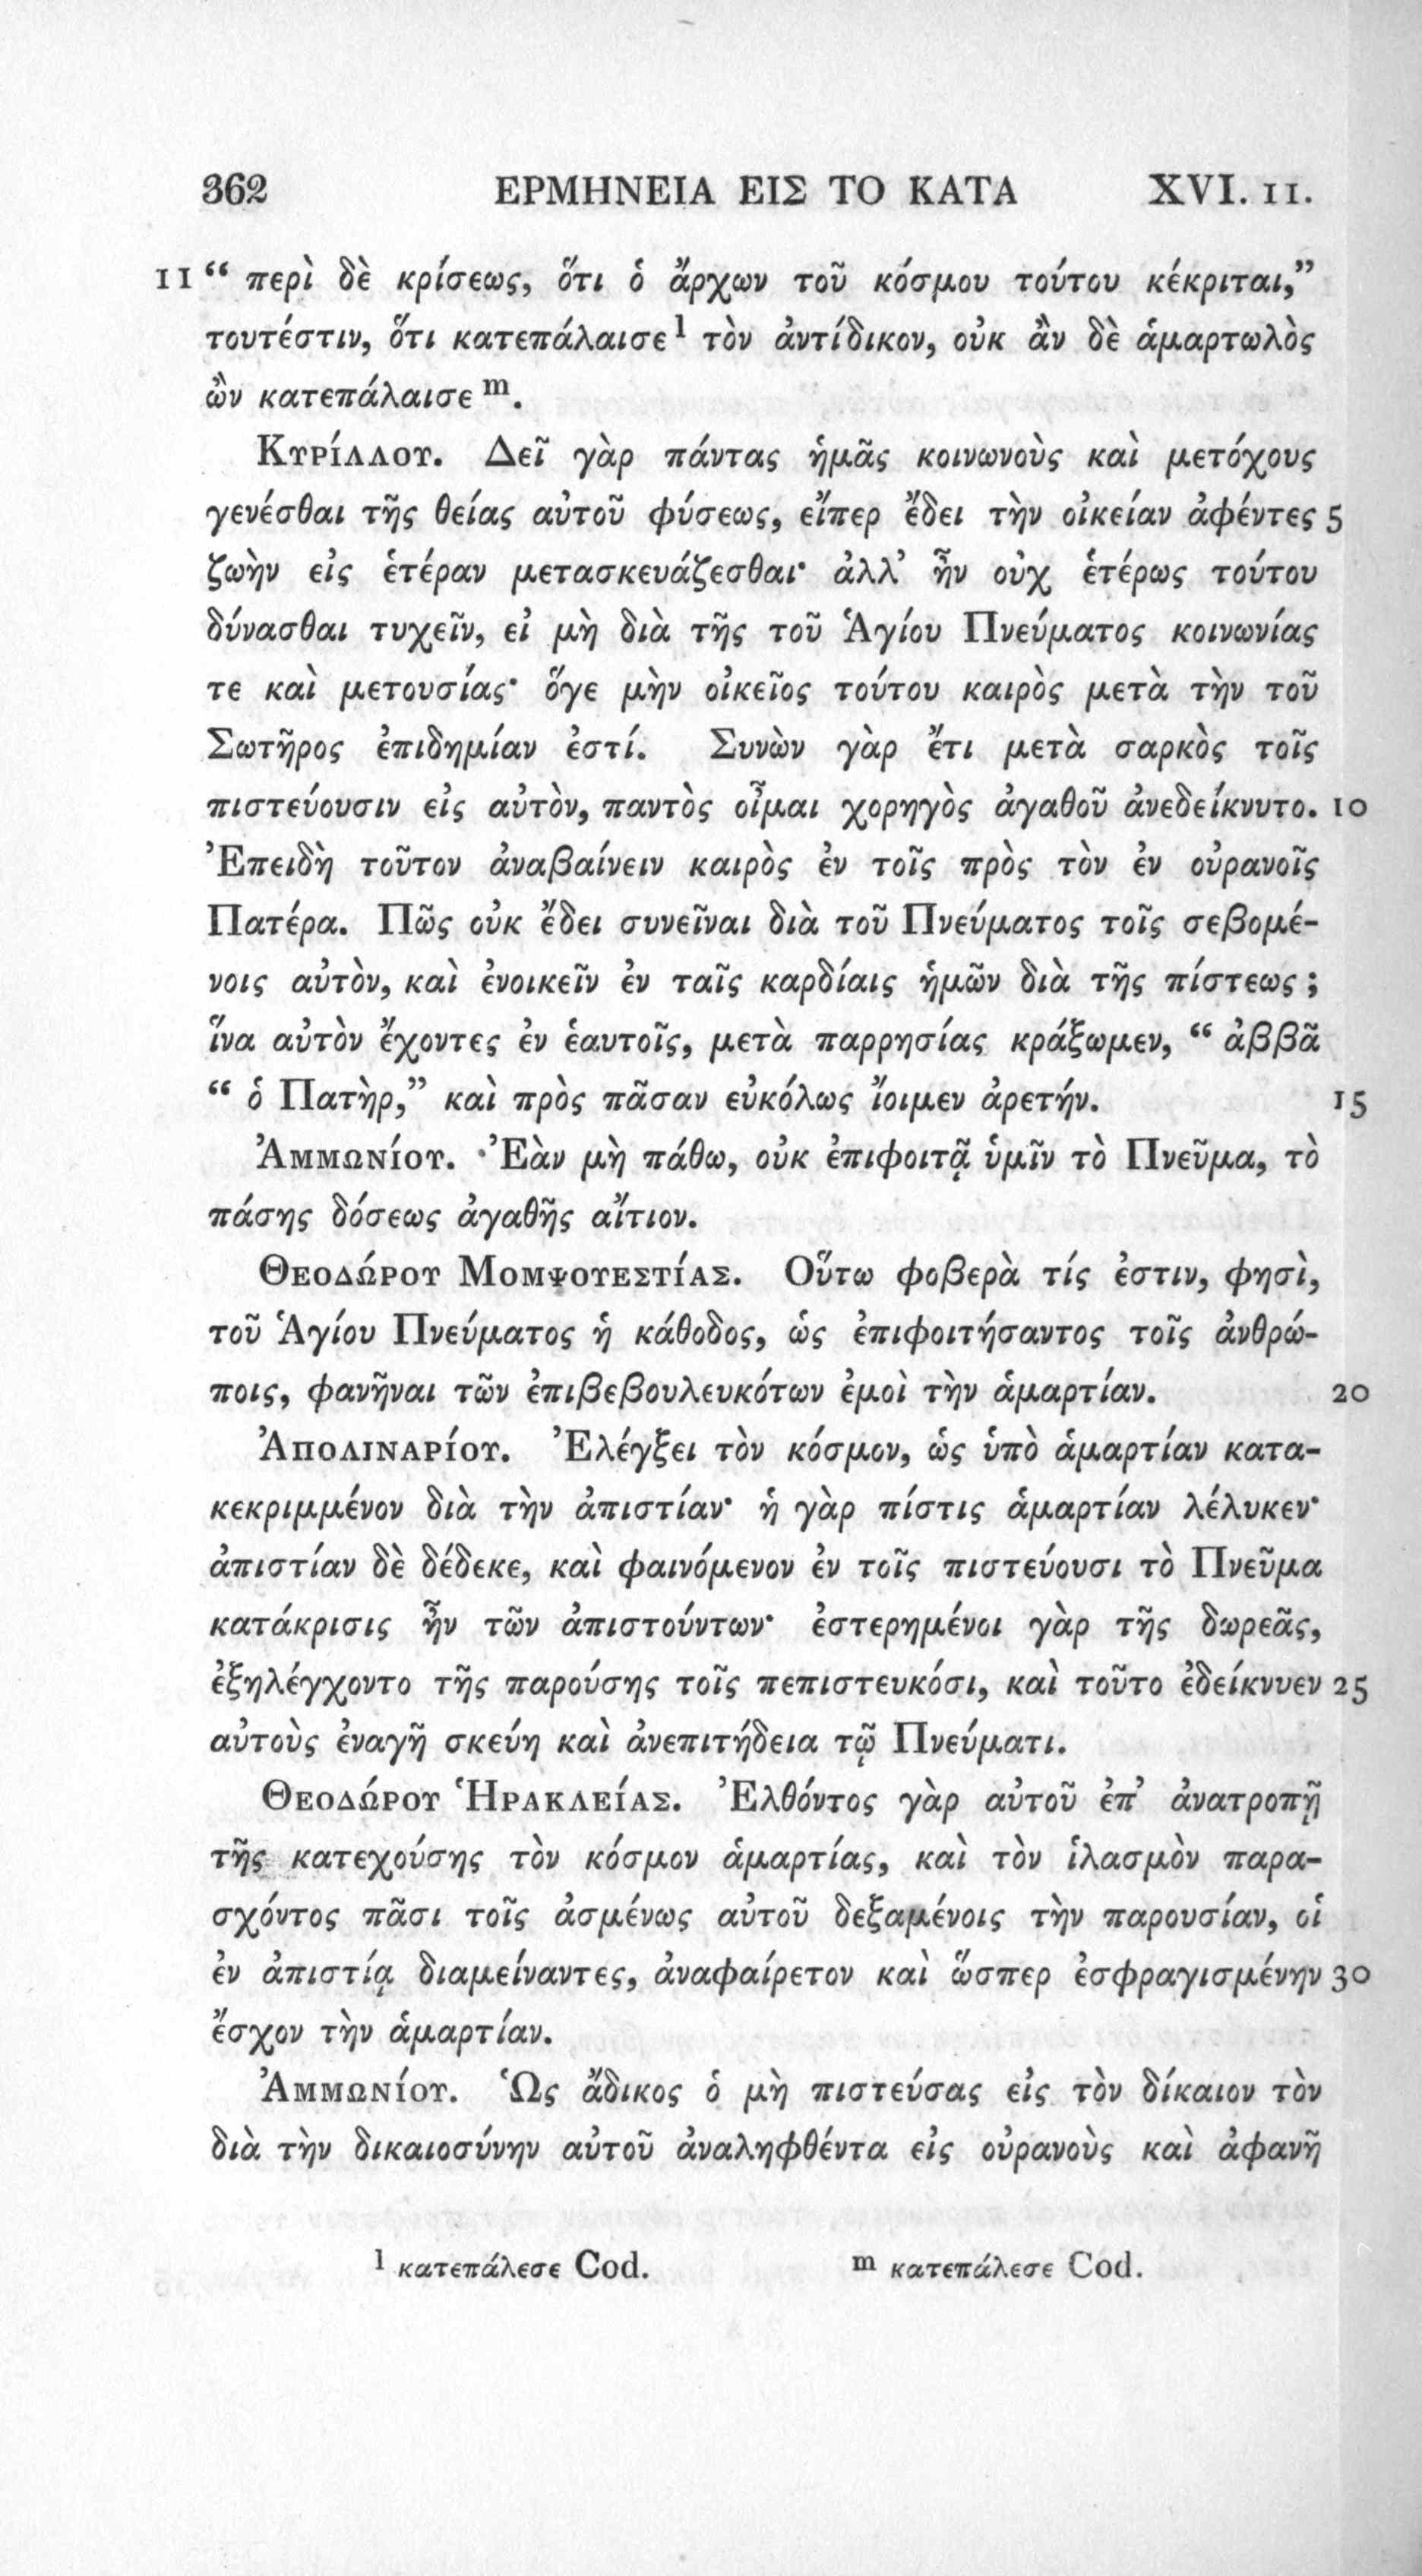 362 ΕΡΜΗΝΕΙΑ ΕΙΣ ΤΟ ΚΑΤΑ XVI. 11.
11 “ περὶ δὲ κρίσεως, ὅτι ὁ ἄρχων τοῦ κόσμου τούτου κέκριται,”
τουτέστιν, ὅτι κατεπάλαισε l τὸν ἀντίδικον, οὐκ ἂν δὲ ἁμαρτωλὸς
ὢν κατεπάλαισε m.
Κυρίλλου. Δεῖ γὰρ πάντας ἡμᾶς κοινωνοὺς καὶ μετόχους
γενέσθαι τῆς θείας αὐτοῦ φύσεως, εἴπερ ἔδει τὴν οἰκείαν ἀφέντες 5
ζωὴν εἰς ἑτέραν μετασκευάζεσθαι· ἀλλ’ ἦν οὐχ ἑτέρως τούτου
δύνασθαι τυχεῖν, εἰ μὴ διὰ τῆς τοῦ Ἁγίου Πνεύματος κοινωνίας
τε καὶ μετουσίας· ὅγε μὴν οἰκεῖος τούτου καιρὸς μετὰ τὴν τοῦ
Σωτῆρος ἐπιδημίαν ἐστί. Συνὼν γὰρ ἔτι μετὰ σαρκὸς τοῖς
πιστεύουσιν εἰς αὐτὸν, παντὸς οἶμαι χορηγὸς ἀγαθοῦ ἀνεδείκνυτο. 10
Ἐπειδὴ τοῦτον ἀναβαίνειν καιρὸς ἐν τοῖς πρὸς τὸν ἐν οὐρανοῖς
Πατέρα. Πῶς οὐκ ἔδει συνεῖναι διὰ τοῦ Πνεύματος τοῖς σεβομέ-
νοις αὐτὸν, καὶ ἐνοικεῖν ἐν ταῖς καρδίαις ἡμῶν διὰ τῆς πίστεως ;
ἵνα αὐτὸν ἔχοντες ἐν ἑαυτοῖς, μετὰ παρρησίας κράξωμεν, “ ἀββᾶ
“ ὁ Πατὴρ,” καὶ πρὸς πᾶσαν εὐκόλως ἴοιμεν ἀρετήν. 15
Ἀμμωνίου. Ἐὰν μὴ πάθω, οὐκ ἐπιφοιτᾷ ὑμῖν τὸ Πνεῦμα, τὸ
πάσης δόσεως ἀγαθῆς αἴτιον.
Θεοδώρου Μομψουεστίας. Οὕτω φοβερὰ τίς ἐστιν, φησὶ,
τοῦ Ἁγίου Πνεύματος ἡ κάθοδος, ὡς ἐπιφοιτήσαντος τοῖς ἀνθρώ-
ποις, φανῆναι τῶν ἐπιβεβουλευκότων ἐμοὶ τὴν ἁμαρτίαν. 20
Ἀπολιναρίου. Ἐλέγξει τὸν κόσμον, ὡς ὑπὸ ἁμαρτίαν κατα-
κεκριμμένον διὰ τὴν ἀπιστίαν· ἡ γὰρ πίστις ἁμαρτίαν λέλυκεν·
ἀπιστίαν δὲ δέδεκε, καὶ φαινόμενον ἐν τοῖς πιστεύουσι τὸ Πνεῦμα
κατάκρισις ἦν τῶν ἀπιστούντων· ἐστερημένοι γὰρ τῆς δωρεᾶς,
ἐξηλέγχοντο τῆς παρούσης τοῖς πεπιστευκόσι, καὶ τοῦτο ἐδείκνυεν 25
αὐτοὺς ἐναγῆ σκεύη καὶ ἀνεπιτήδεια τῷ Πνεύματι.
Θεοδώρου Ἡρακλείας. Ἐλθόντος γὰρ αὐτοῦ ἐπ’ ἀνατροπῇ
τῆς κατεχούσης τὸν κόσμον ἁμαρτίας, καὶ τὸν ἱλασμὸν παρα-
σχόντος πᾶσι τοῖς ἀσμένως αὐτοῦ δεξαμένοις τὴν παρουσίαν, οἱ
ἐν ἀπιστίᾳ διαμείναντες, ἀναφαίρετον καὶ ὥσπερ ἐσφραγισμένην 30
ἔσχον τὴν ἁμαρτίαν.
Ἀμμωνίου. Ὡς ἄδικος ὁ μὴ πιστεύσας εἰς τὸν δίκαιον τὸν
διὰ τὴν δικαιοσύνην αὐτοῦ ἀναληφθέντα εἰς οὐρανοὺς καὶ ἀφανῆ
l κατεπάλεσε Cod. m κατεπάλεσε Cod.